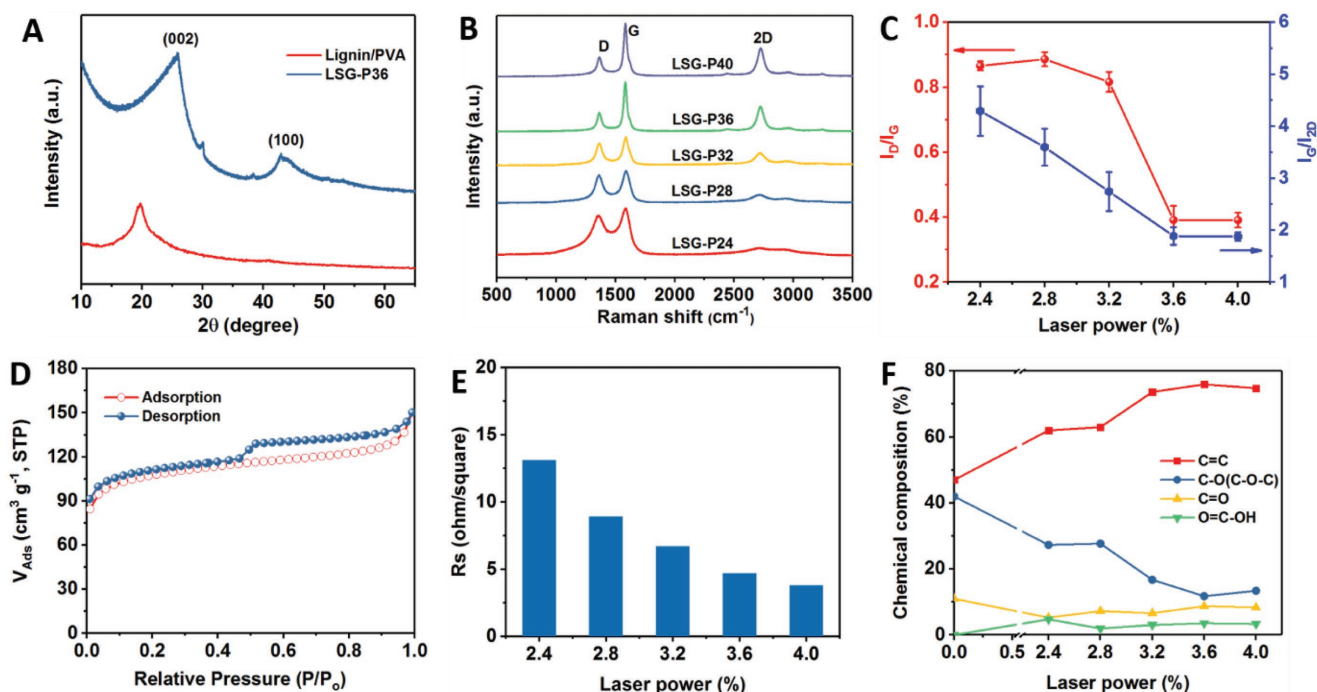 A
(002)
Lignin/PVA
LSG-P36
(100)
Intensity (a.u.)
10 20 30 40 50 60
2θ (degree)
B
D
G
2D
LSG-P40
LSG-P36
LSG-P32
LSG-P28
LSG-P24
Intensity (a.u.)
500 1000 1500 2000 2500 3000 3500
Raman shift (cm⁻¹)
C
1.0
0.8
0.6
0.4
0.2
I_D/I_G
6
5
4
3
2
1
I_G/I_2D
2.4 2.8 3.2 3.6 4.0
Laser power (%)
D
180
150
120
90
60
30
0
Adsorption
Desorption
V_Ads (cm³ g⁻¹, STP)
0.0 0.2 0.4 0.6 0.8 1.0
Relative Pressure (P/P_o)
E
20
15
10
5
0
Rs (ohm/square)
2.4 2.8 3.2 3.6 4.0
Laser power (%)
F
80
60
40
20
0
C=C
C-O(C-O-C)
C=O
O=C-OH
Chemical composition (%)
0.0 0.5 2.4 2.8 3.2 3.6 4.0
Laser power (%)